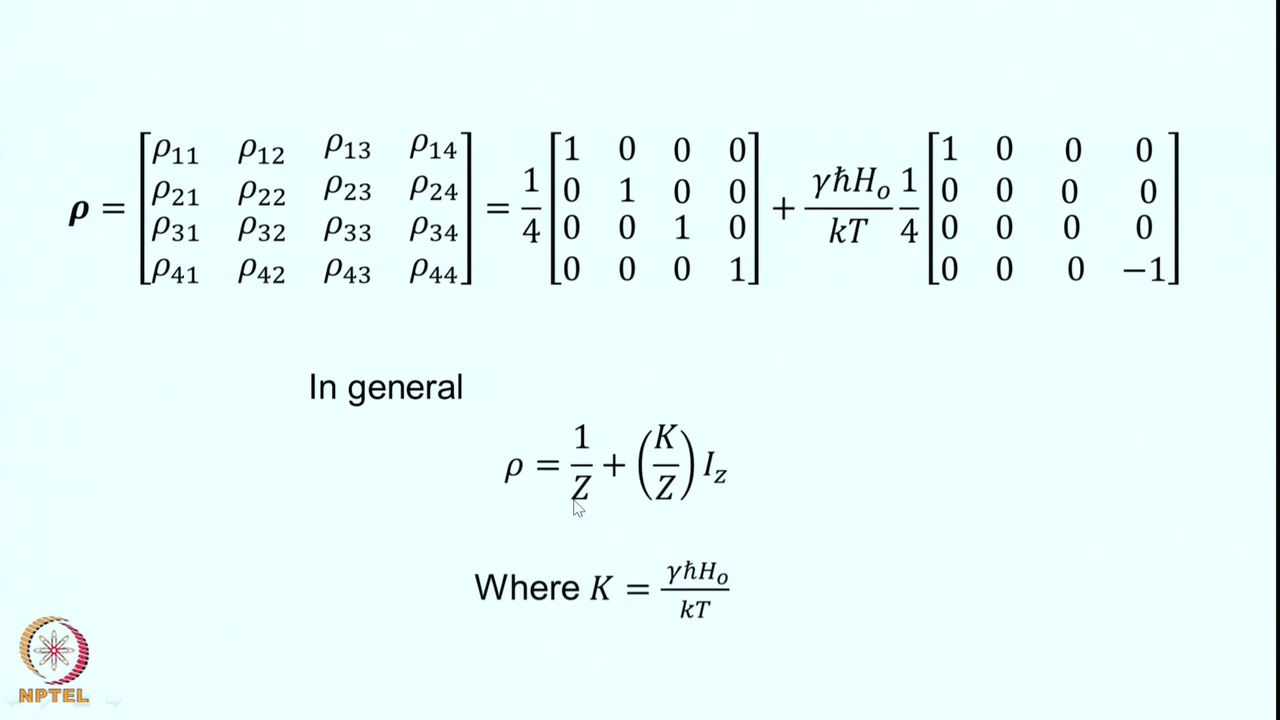 𝝆 = [ρ₁₁ ρ₁₂ ρ₁₃ ρ₁₄; ρ₂₁ ρ₂₂ ρ₂₃ ρ₂₄; ρ₃₁ ρ₃₂ ρ₃₃ ρ₃₄; ρ₄₁ ρ₄₂ ρ₄₃ ρ₄₄] = 1/4 [1 0 0 0; 0 1 0 0; 0 0 1 0; 0 0 0 1] + γℏHₒ/kT 1/4 [1 0 0 0; 0 0 0 0; 0 0 0 0; 0 0 0 −1]
In general
ρ = 1/Z + (K/Z) I_z
Where K = γℏHₒ/kT
NPTEL